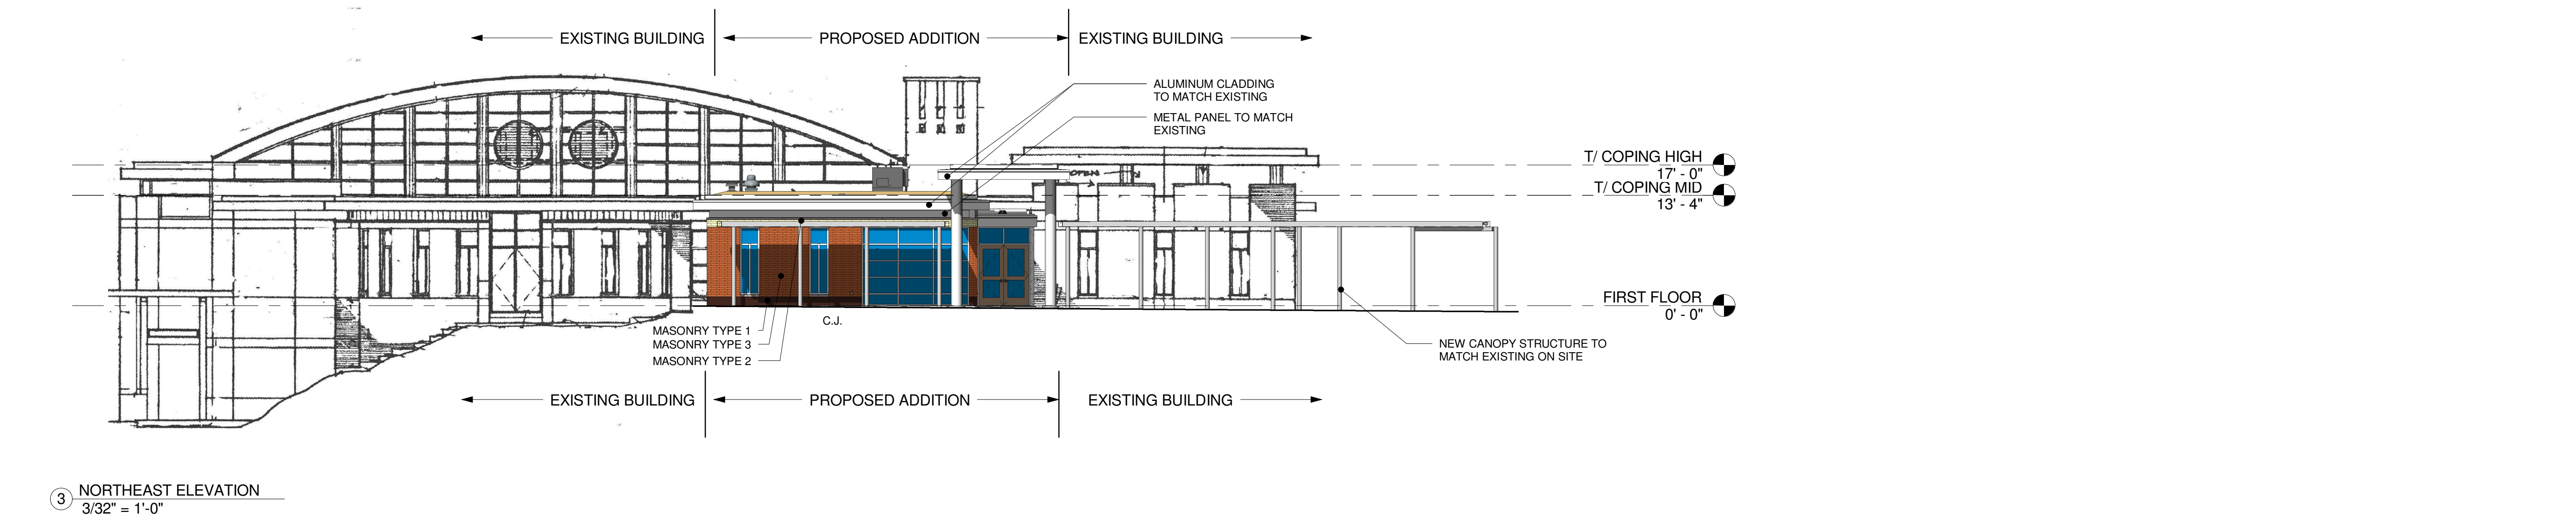 EXISTING BUILDING
PROPOSED ADDITION
EXISTING BUILDING
ALUMINUM CLADDING
TO MATCH EXISTING
METAL PANEL TO MATCH
EXISTING
T/ COPING HIGH
17' - 0"
T/ COPING MID
13' - 4"
OPEN
FIRST FLOOR
0' - 0"
C.J.
MASONRY TYPE 1
MASONRY TYPE 3
MASONRY TYPE 2
NEW CANOPY STRUCTURE TO
MATCH EXISTING ON SITE
EXISTING BUILDING
PROPOSED ADDITION
EXISTING BUILDING
3
NORTHEAST ELEVATION
3/32" = 1'-0"